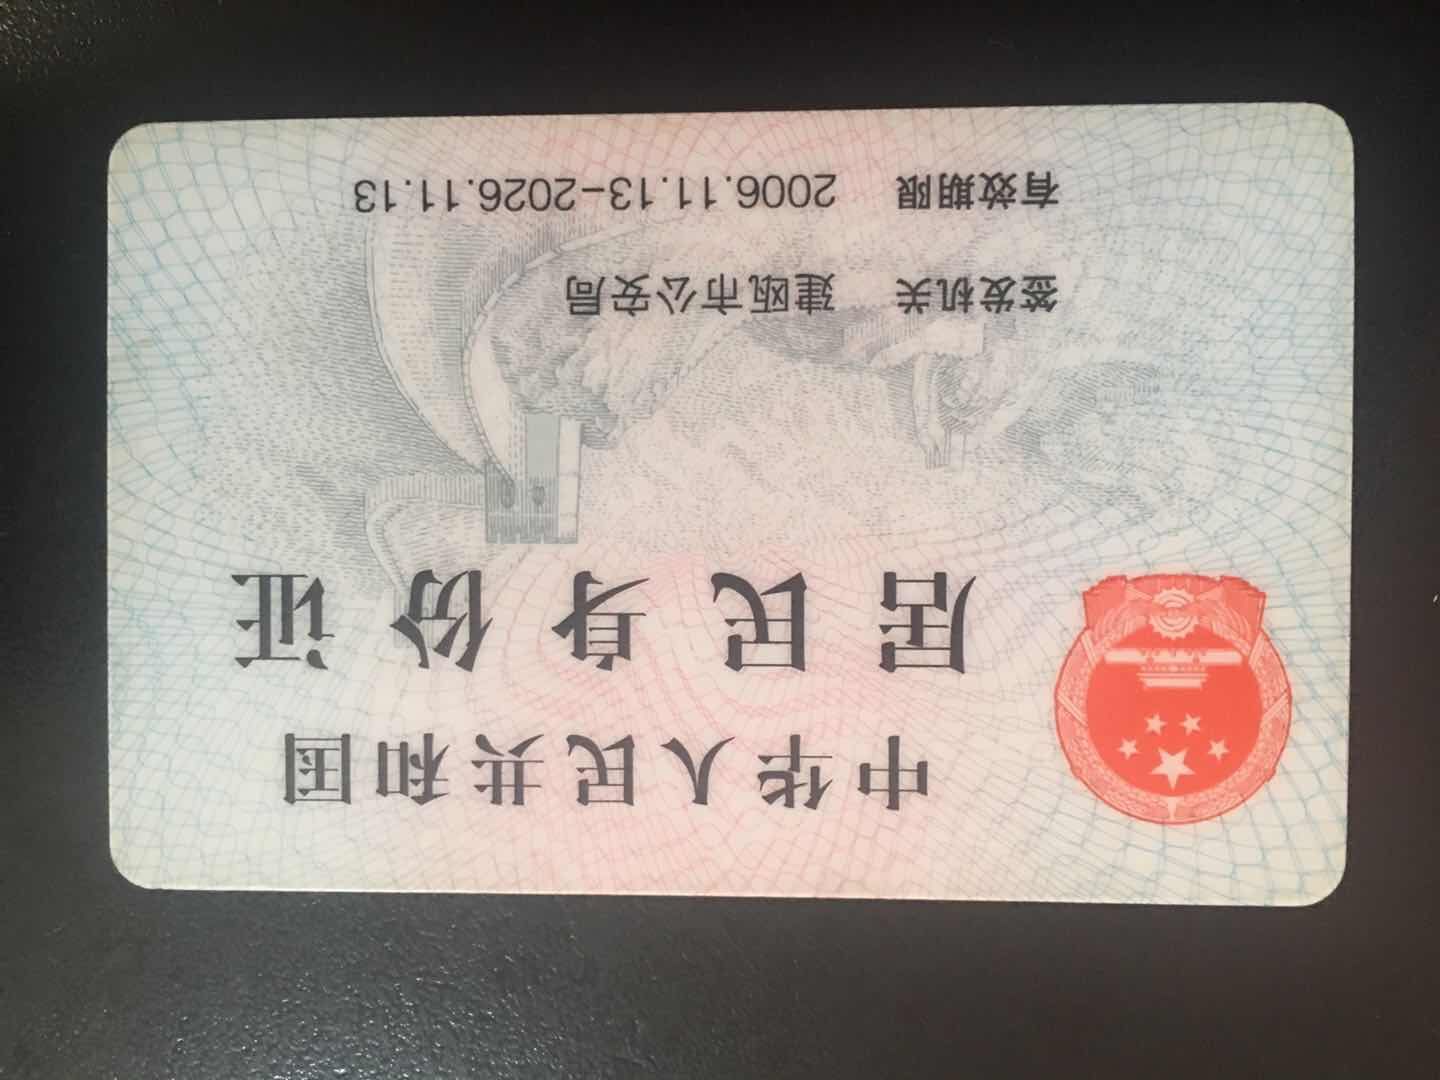 中华人民共和国
居民身份证
签发机关 建瓯市公安局
有效期限 2006.11.13-2026.11.13